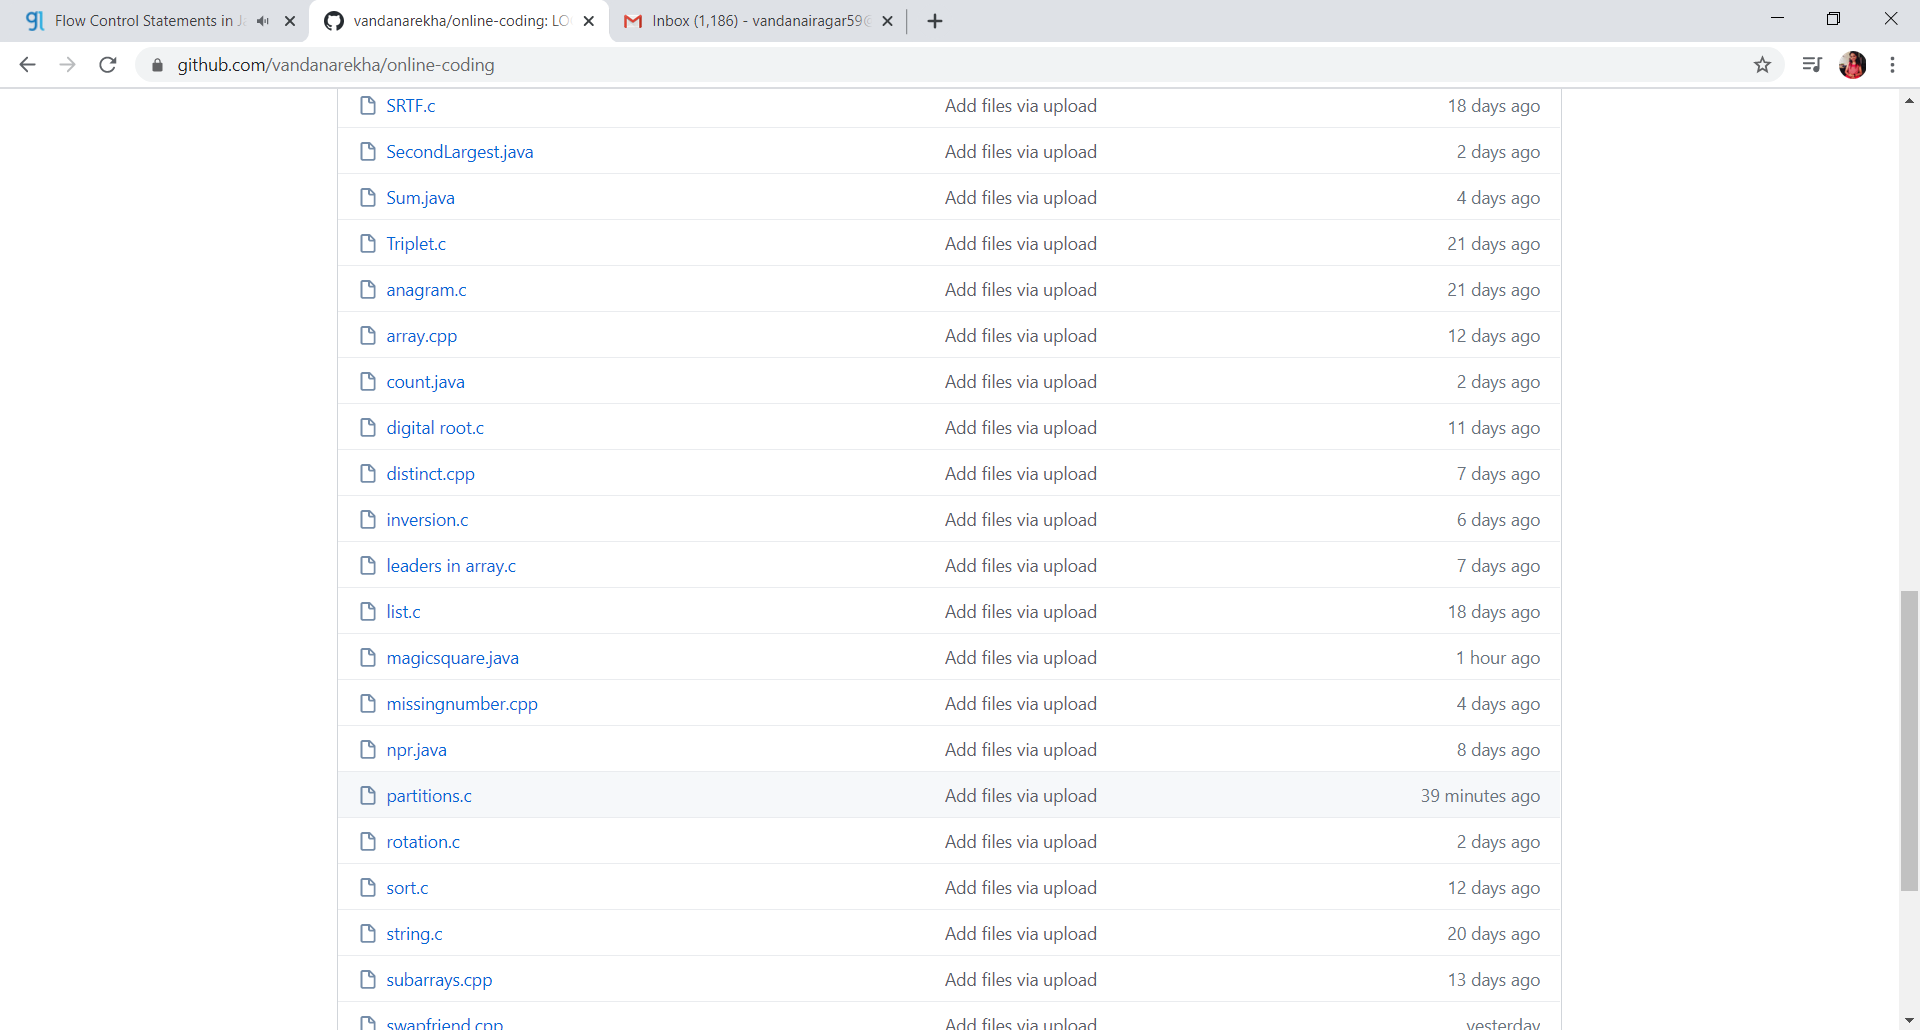 gl Flow Control Statements in Ja vandanarekha/online-coding: LO Inbox (1,186) - vandanairagar59@
github.com/vandanarekha/online-coding
SRTF.c Add files via upload 18 days ago
SecondLargest.java Add files via upload 2 days ago
Sum.java Add files via upload 4 days ago
Triplet.c Add files via upload 21 days ago
anagram.c Add files via upload 21 days ago
array.cpp Add files via upload 12 days ago
count.java Add files via upload 2 days ago
digital root.c Add files via upload 11 days ago
distinct.cpp Add files via upload 7 days ago
inversion.c Add files via upload 6 days ago
leaders in array.c Add files via upload 7 days ago
list.c Add files via upload 18 days ago
magicsquare.java Add files via upload 1 hour ago
missingnumber.cpp Add files via upload 4 days ago
npr.java Add files via upload 8 days ago
partitions.c Add files via upload 39 minutes ago
rotation.c Add files via upload 2 days ago
sort.c Add files via upload 12 days ago
string.c Add files via upload 20 days ago
subarrays.cpp Add files via upload 13 days ago
swapfriend.cpp Add files via upload yesterday